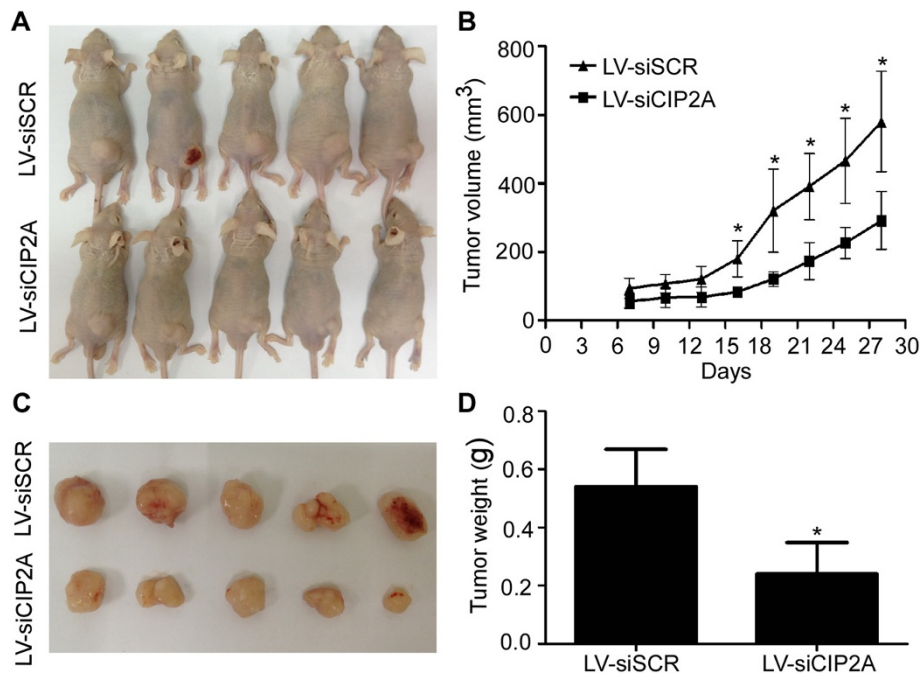 A
LV-siSCR
LV-siCIP2A
B
800
600
400
200
0
Tumor volume (mm3)
LV-siSCR
LV-siCIP2A
*
*
*
*
*
0 3 6 9 12 15 18 21 24 27 30
Days
C
LV-siSCR
LV-siCIP2A
D
0.8
0.6
0.4
0.2
0.0
Tumor weight (g)
*
LV-siSCR
LV-siCIP2A